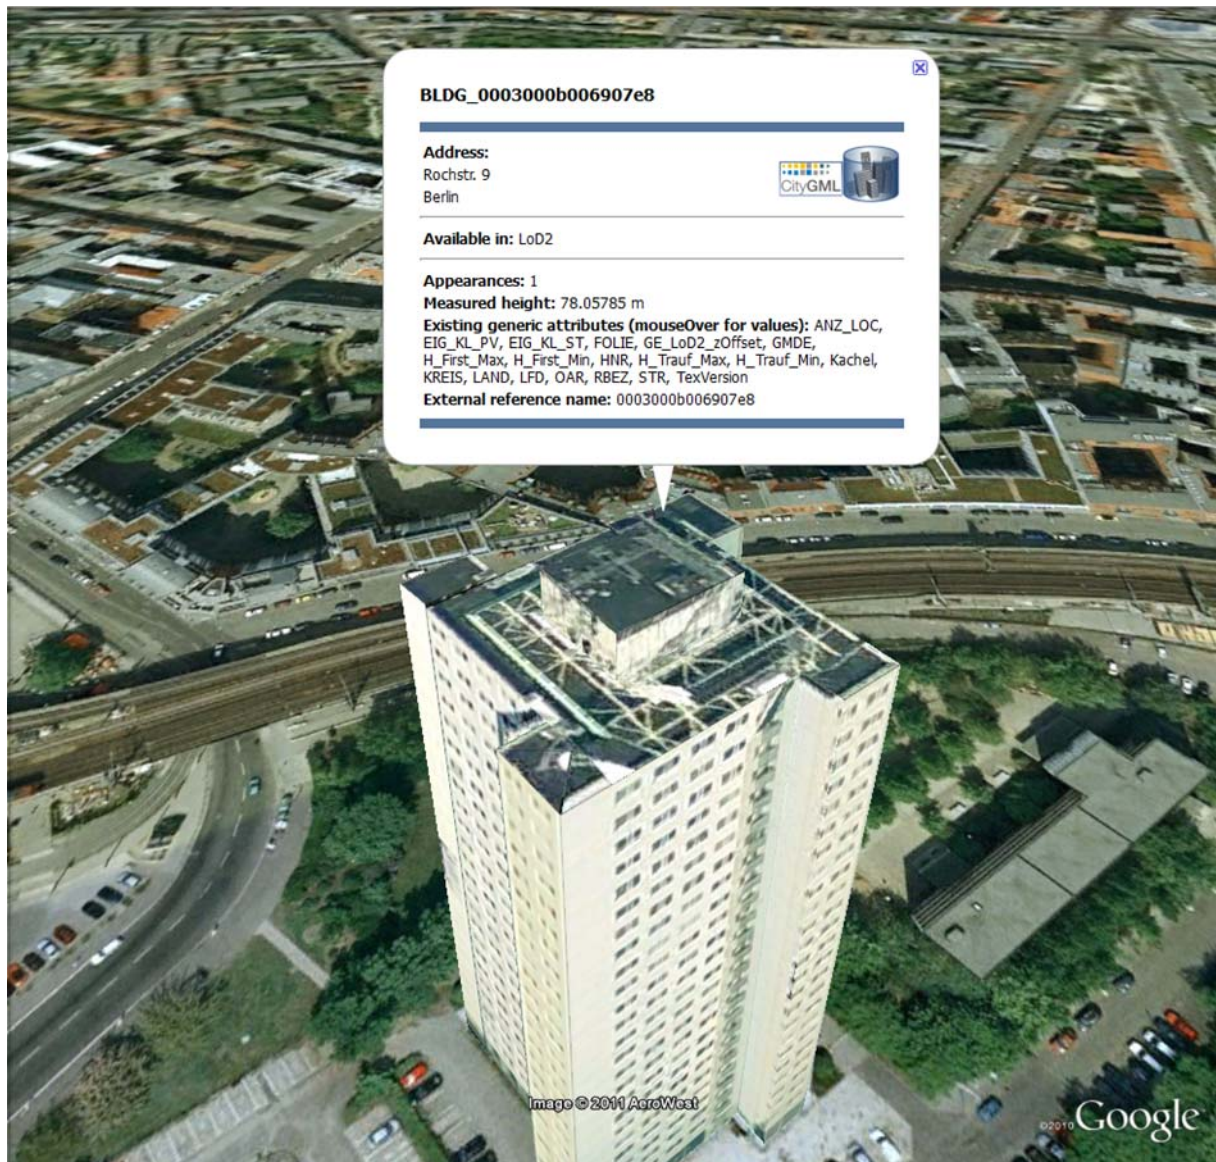 BLDG_0003000b006907e8
Address:
Rochstr. 9
Berlin
CityGML
Available in: LoD2
Appearances: 1
Measured height: 78.05785 m
Existing generic attributes (mouseOver for values): ANZ_LOC,
EIG_KL_PV, EIG_KL_ST, FOLIE, GE_LoD2_zOffset, GMDE,
H_First_Max, H_First_Min, HNR, H_Trauf_Max, H_Trauf_Min, Kachel,
KREIS, LAND, LFD, OAR, RBEZ, STR, TexVersion
External reference name: 0003000b006907e8
Image © 2011 AeroWest
©2010 Google